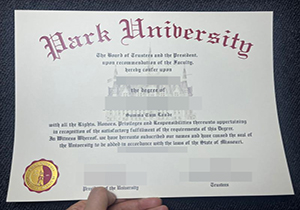 Park University
The Board of Trustees and the President,
upon recommendation of the Faculty,
hereby confer upon
the degree of
Summa Cum Laude
with all the Rights, Honors, Privileges and Responsibilities thereunto appertaining
in recognition of the satisfactory fulfillment of the requirements of this Degree.
In Witness Whereof, we have hereunto subscribed our names and have caused the seal of
the University to be added in accordance with the laws of the State of Missouri.
of the University
Trustees